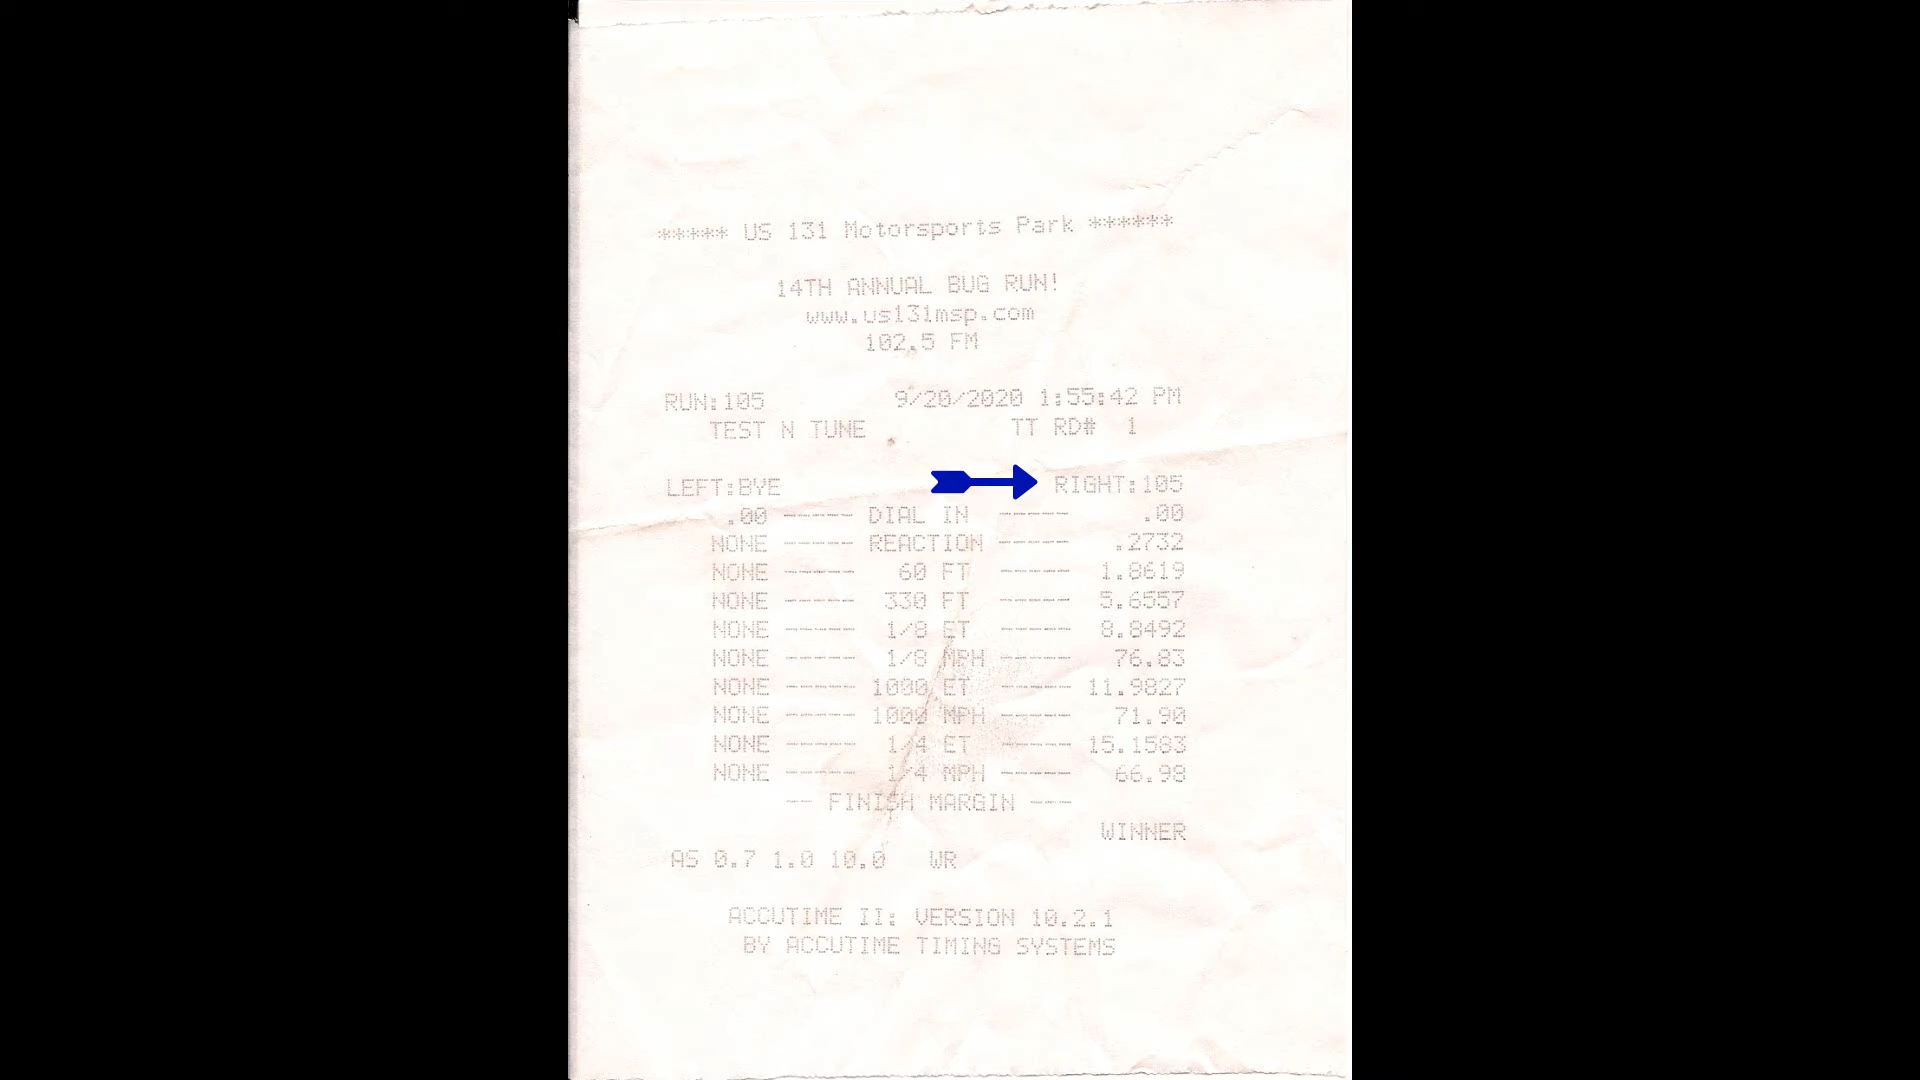 ***** US 131 Motorsports Park ******
14TH ANNUAL BUG RUN!
www.us131msp.com
102.5 FM
RUN:105 9/20/2020 1:55:42 PM
TEST N TUNE TT RD# 1
LEFT:BYE RIGHT:105
.00 ----- DIAL IN ----- .00
NONE ----- REACTION ----- .2732
NONE ----- 60 FT ----- 1.8619
NONE ----- 330 FT ----- 5.6557
NONE ----- 1/8 ET ----- 8.8492
NONE ----- 1/8 MPH ----- 76.83
NONE ----- 1000 ET ----- 11.9827
NONE ----- 1000 MPH ----- 71.90
NONE ----- 1/4 ET ----- 15.1583
NONE ----- 1/4 MPH ----- 66.98
-- FINISH MARGIN ---
WINNER
AS 0.7 1.0 10.0 WR
ACCUTIME II: VERSION 10.2.1
BY ACCUTIME TIMING SYSTEMS